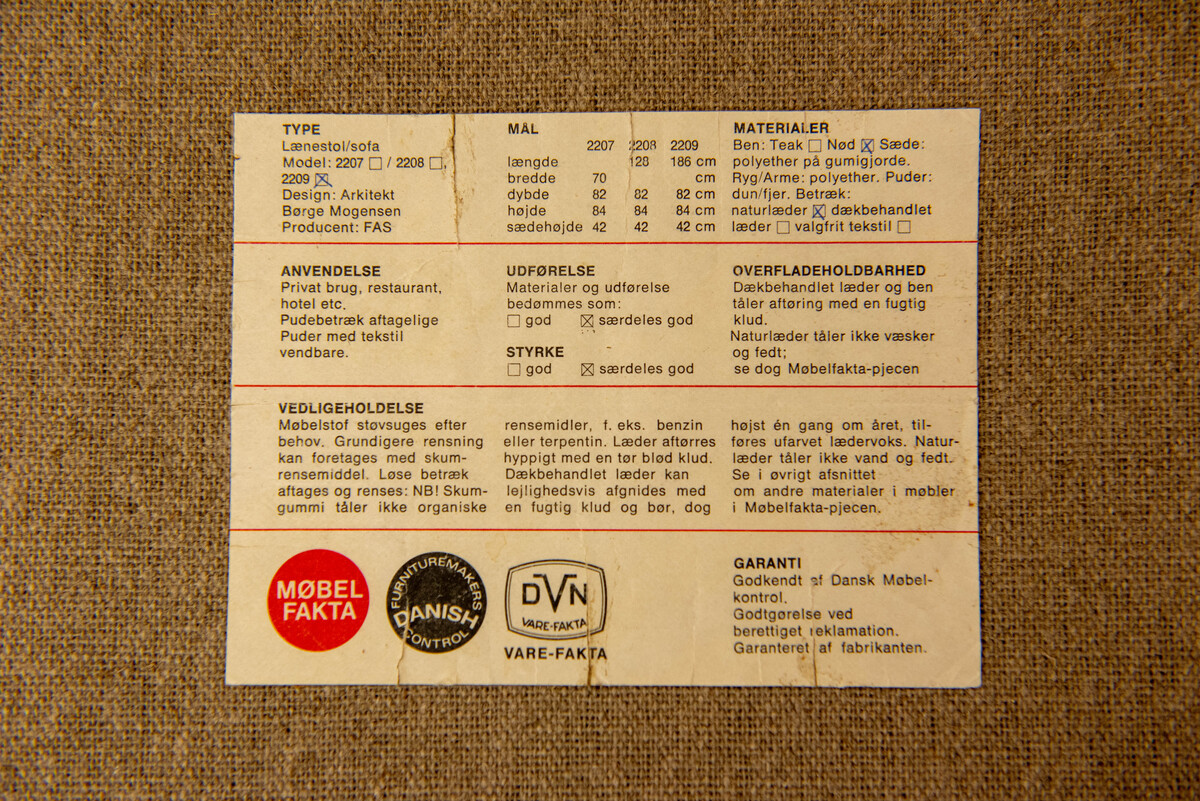 TYPE
Lænestol/sofa
Model: 2207 ☐ / 2208 ☐,
2209 ☒
Design: Arkitekt
Børge Mogensen
Producent: FAS
MÅL
2207 2208 2209
længde 128 186 cm
bredde 70 cm
dybde 82 82 82 cm
højde 84 84 84 cm
sædehøjde 42 42 42 cm
MATERIALER
Ben: Teak ☐ Nød ☒ Sæde:
polyether på gumigjorde.
Ryg/Arme: polyether. Puder:
dun/fjer. Betræk:
naturlæder ☒ dækbehandlet
læder ☐ valgfrit tekstil ☐
ANVENDELSE
Privat brug, restaurant,
hotel etc.
Pudebetræk aftagelige
Puder med tekstil
vendbare.
UDFØRELSE
Materialer og udførelse
bedømmes som:
☐ god ☒ særdeles god
STYRKE
☐ god ☒ særdeles god
OVERFLADEHOLDBARHED
Dækbehandlet læder og ben
tåler aftøring med en fugtig
klud.
Naturlæder tåler ikke væsker
og fedt;
se dog Møbelfakta-pjecen
VEDLIGEHOLDELSE
Møbelstof støvsuges efter
behov. Grundigere rensning
kan foretages med skum-
rensemiddel. Løse betræk
aftages og renses: NB! Skum-
gummi tåler ikke organiske
rensemidler, f. eks. benzin
eller terpentin. Læder aftørres
hyppigt med en tør blød klud.
Dækbehandlet læder kan
lejlighedsvis afgnides med
en fugtig klud og bør, dog
højst én gang om året, til-
føres ufarvet lædervoks. Natur-
læder tåler ikke vand og fedt.
Se i øvrigt afsnittet
om andre materialer i møbler
i Møbelfakta-pjecen.
MØBEL
FAKTA
FURNITUREMAKERS
DANISH
CONTROL
DVN
VARE-FAKTA
VARE-FAKTA
GARANTI
Godkendt af Dansk Møbel-
kontrol.
Godtgørelse ved
berettiget reklamation.
Garanteret af fabrikanten.